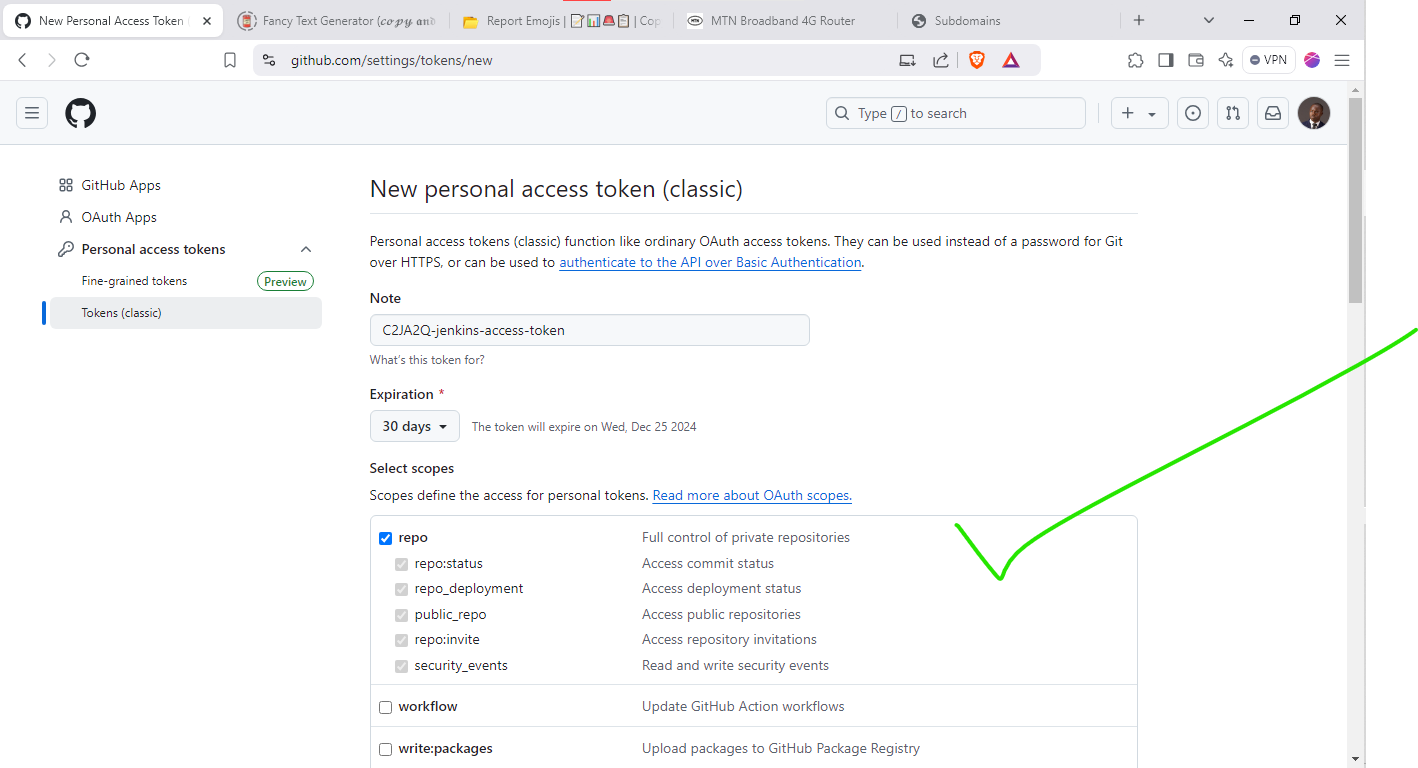 New Personal Access Token (
Fancy Text Generator (𝓬𝓸𝓹𝔂 𝓪𝓷𝓭
Report Emojis | 📝📊🚨📋 | Cop
MTN Broadband 4G Router
Subdomains
github.com/settings/tokens/new
VPN
Type / to search
GitHub Apps
OAuth Apps
Personal access tokens
Fine-grained tokens
Preview
Tokens (classic)
New personal access token (classic)
Personal access tokens (classic) function like ordinary OAuth access tokens. They can be used instead of a password for Git
over HTTPS, or can be used to authenticate to the API over Basic Authentication.
Note
C2JA2Q-jenkins-access-token
What's this token for?
Expiration *
30 days
The token will expire on Wed, Dec 25 2024
Select scopes
Scopes define the access for personal tokens. Read more about OAuth scopes.
repo Full control of private repositories
repo:status Access commit status
repo_deployment Access deployment status
public_repo Access public repositories
repo:invite Access repository invitations
security_events Read and write security events
workflow Update GitHub Action workflows
write:packages Upload packages to GitHub Package Registry